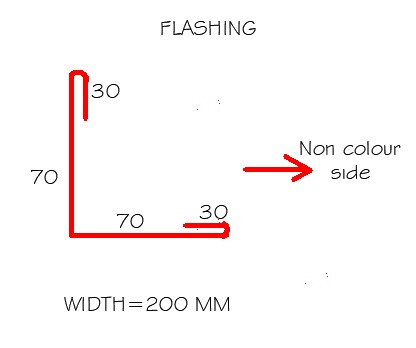 FLASHING
30
Non colour
side
70
70
30
WIDTH=200 MM